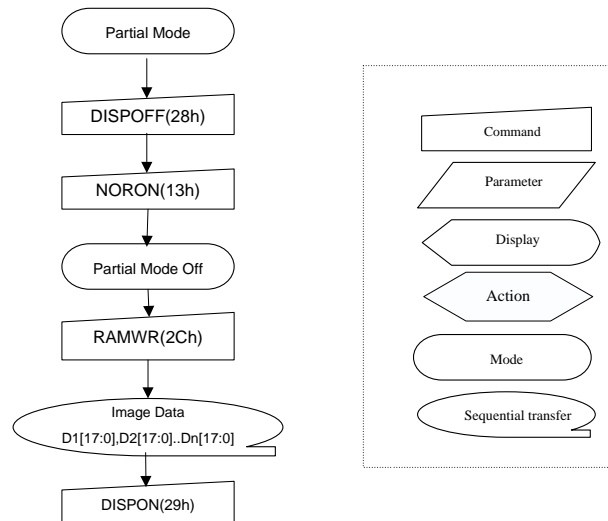 Partial Mode
DISPOFF(28h)
NORON(13h)
Partial Mode Off
RAMWR(2Ch)
Image Data
D1[17:0],D2[17:0]..Dn[17:0]
DISPON(29h)
Command
Parameter
Display
Action
Mode
Sequential transfer